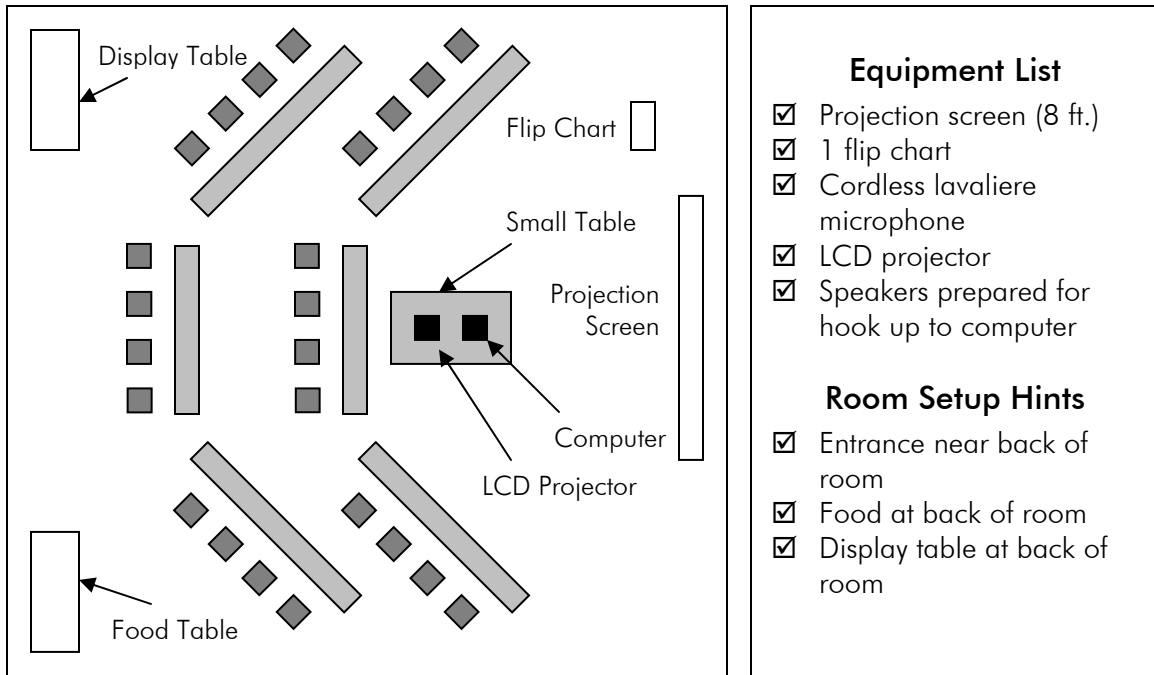 Display Table
Flip Chart
Small Table
Projection
Screen
Computer
LCD Projector
Food Table
Equipment List
☑ Projection screen (8 ft.)
☑ 1 flip chart
☑ Cordless lavaliere
microphone
☑ LCD projector
☑ Speakers prepared for
hook up to computer
Room Setup Hints
☑ Entrance near back of
room
☑ Food at back of room
☑ Display table at back of
room